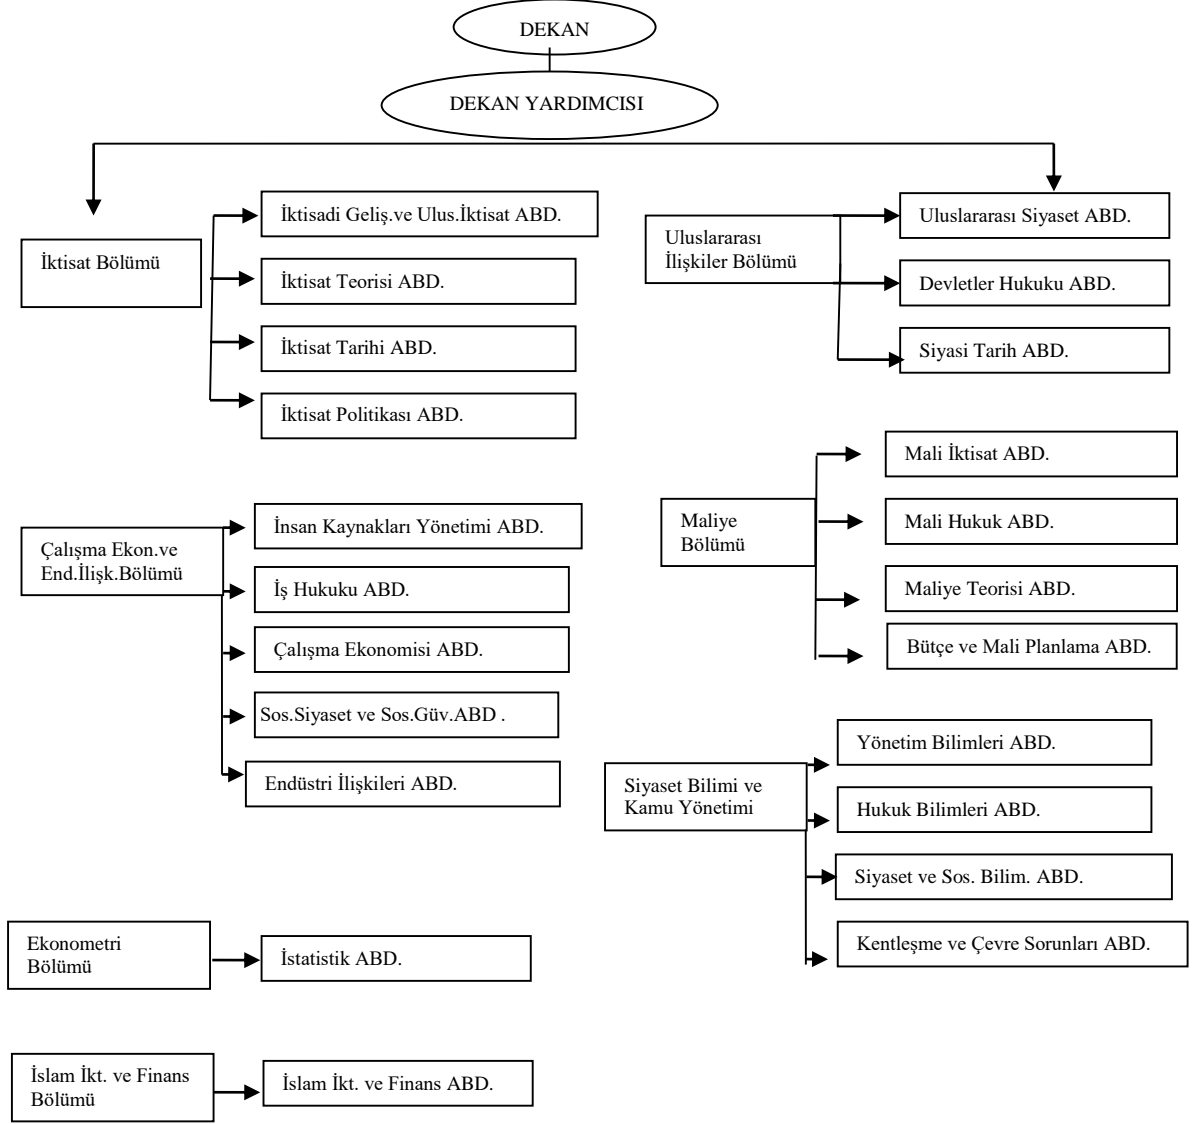 DEKAN
DEKAN YARDIMCISI
İktisat Bölümü
İktisadi Geliş.ve Ulus.İktisat ABD.
İktisat Teorisi ABD.
İktisat Tarihi ABD.
İktisat Politikası ABD.
Uluslararası
İlişkiler Bölümü
Uluslararası Siyaset ABD.
Devletler Hukuku ABD.
Siyasi Tarih ABD.
Çalışma Ekon.ve
End.İlişk.Bölümü
İnsan Kaynakları Yönetimi ABD.
İş Hukuku ABD.
Çalışma Ekonomisi ABD.
Sos.Siyaset ve Sos.Güv.ABD .
Endüstri İlişkileri ABD.
Maliye
Bölümü
Mali İktisat ABD.
Mali Hukuk ABD.
Maliye Teorisi ABD.
Bütçe ve Mali Planlama ABD.
Siyaset Bilimi ve
Kamu Yönetimi
Yönetim Bilimleri ABD.
Hukuk Bilimleri ABD.
Siyaset ve Sos. Bilim. ABD.
Kentleşme ve Çevre Sorunları ABD.
Ekonometri
Bölümü
İstatistik ABD.
İslam İkt. ve Finans
Bölümü
İslam İkt. ve Finans ABD.